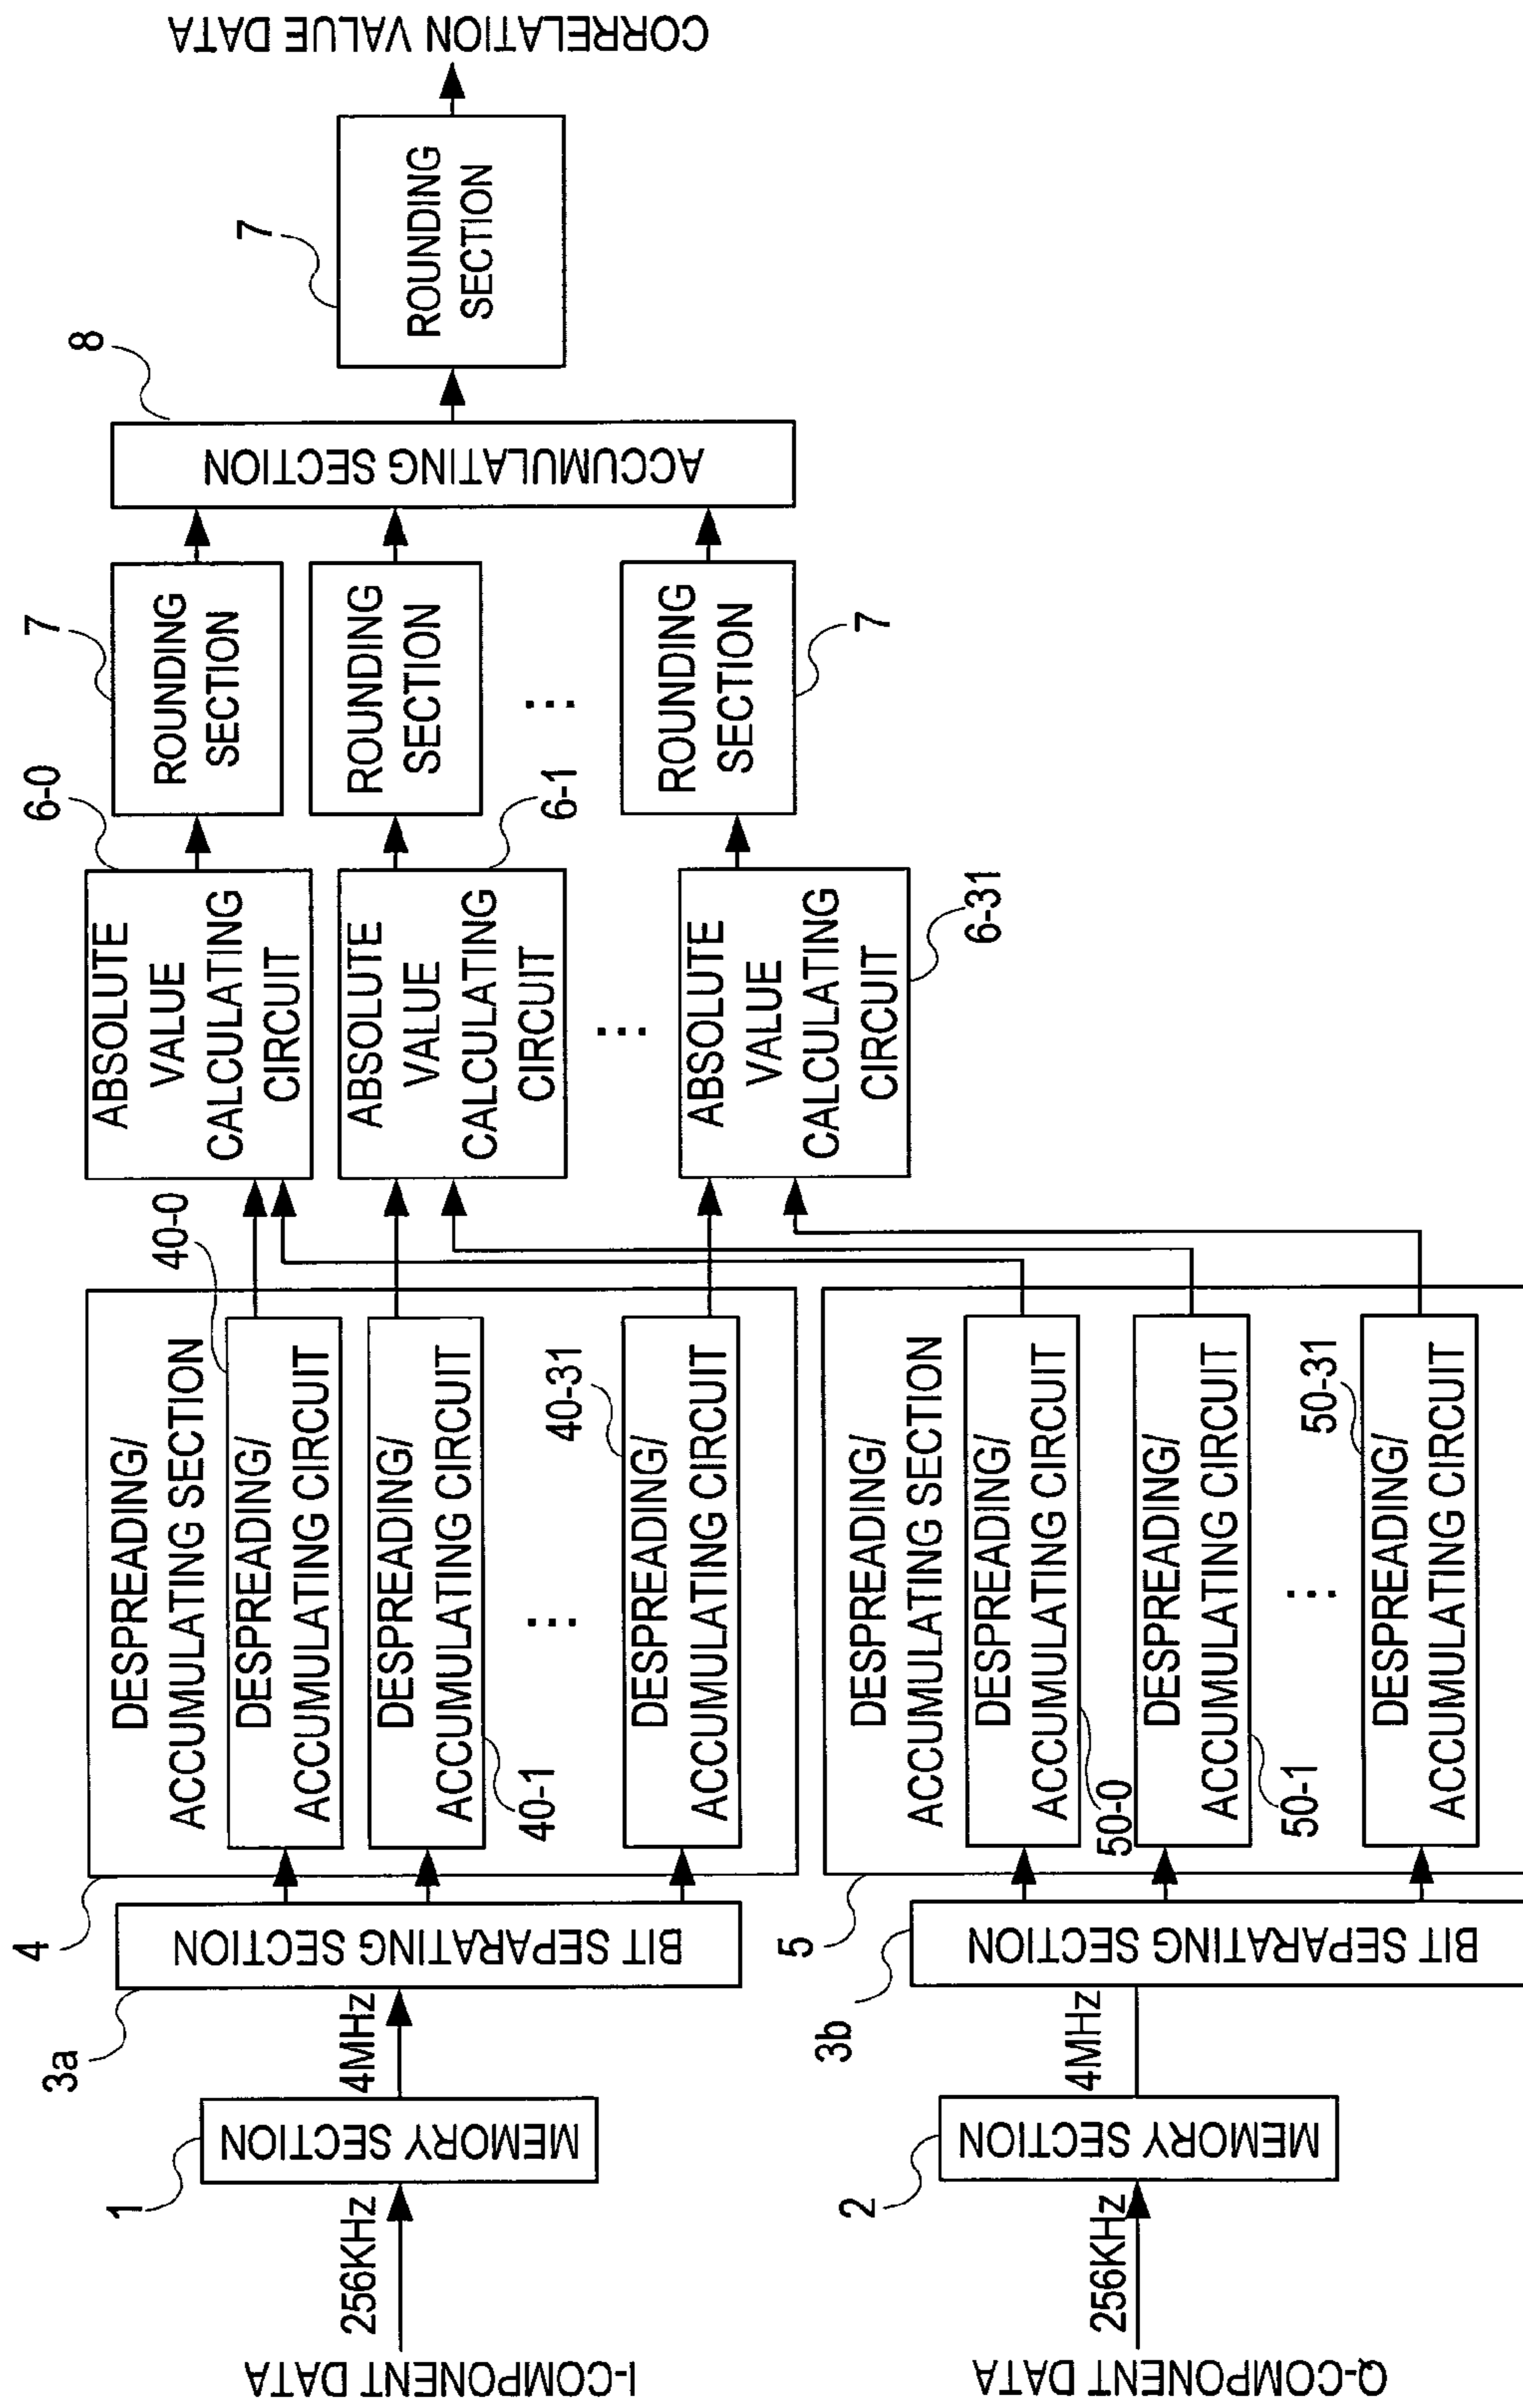 I-COMPONENT DATA
256KHz
1
MEMORY SECTION
4MHz
3a
BIT SEPARATING SECTION
4
DESPREADING/
ACCUMULATING SECTION
DESPREADING/
ACCUMULATING CIRCUIT
40-0
DESPREADING/
ACCUMULATING CIRCUIT
40-1
...
DESPREADING/
ACCUMULATING CIRCUIT
40-31
Q-COMPONENT DATA
256KHz
2
MEMORY SECTION
4MHz
3b
BIT SEPARATING SECTION
5
DESPREADING/
ACCUMULATING SECTION
DESPREADING/
ACCUMULATING CIRCUIT
50-0
DESPREADING/
ACCUMULATING CIRCUIT
50-1
...
DESPREADING/
ACCUMULATING CIRCUIT
50-31
ABSOLUTE
VALUE
CALCULATING
CIRCUIT
6-0
ABSOLUTE
VALUE
CALCULATING
CIRCUIT
6-1
...
ABSOLUTE
VALUE
CALCULATING
CIRCUIT
6-31
7
ROUNDING
SECTION
ROUNDING
SECTION
...
ROUNDING
SECTION
7
8
ACCUMULATING SECTION
7
ROUNDING
SECTION
CORRELATION VALUE DATA